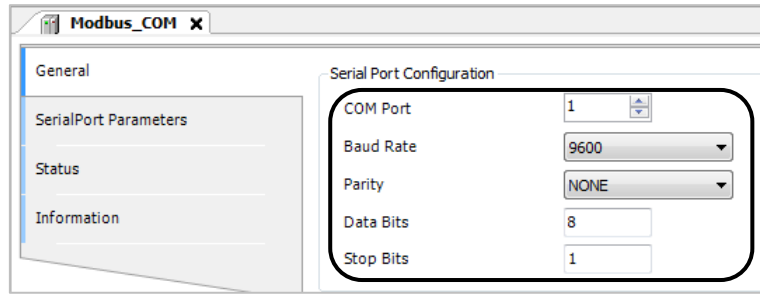 Modbus_COM X
General
Serial Port Configuration
COM Port 1
SerialPort Parameters
Baud Rate 9600
Status
Parity NONE
Information
Data Bits 8
Stop Bits 1